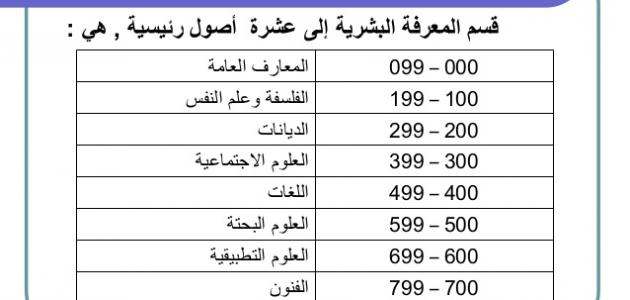 قسم المعرفة البشرية إلى عشرة أصول رئيسية , هي :
000 – 099 المعارف العامة
100 – 199 الفلسفة وعلم النفس
200 – 299 الديانات
300 – 399 العلوم الاجتماعية
400 – 499 اللغات
500 – 599 العلوم البحتة
600 – 699 العلوم التطبيقية
700 – 799 الفنون